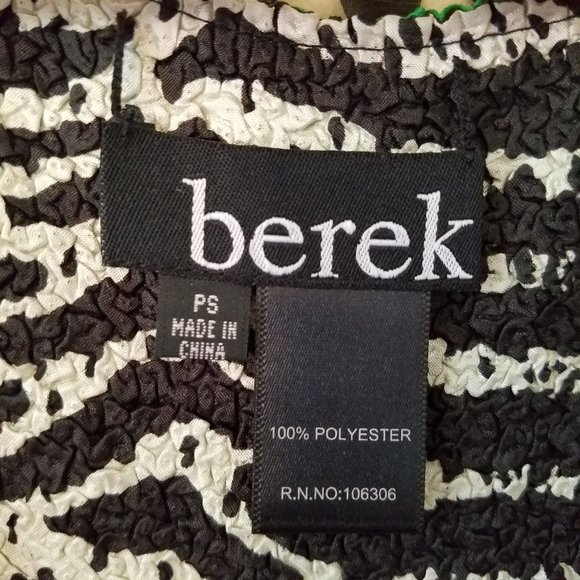 berek
PS
MADE IN
CHINA
100% POLYESTER
R.N.NO:106306